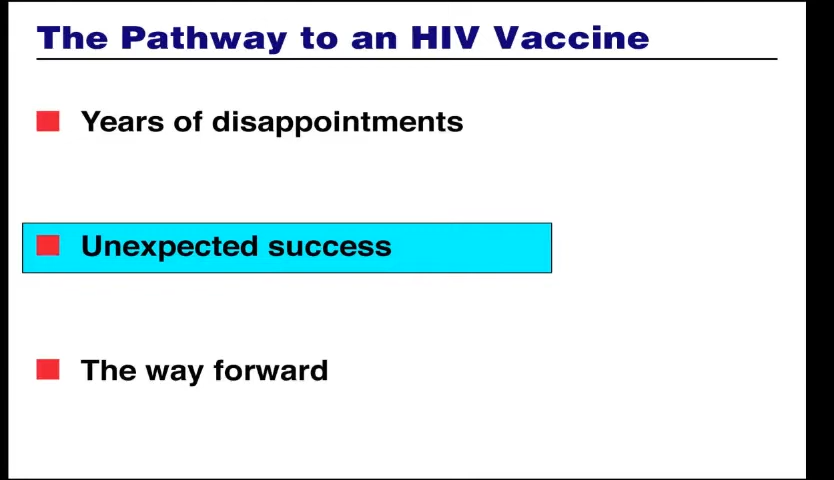 The Pathway to an HIV Vaccine
Years of disappointments
Unexpected success
The way forward